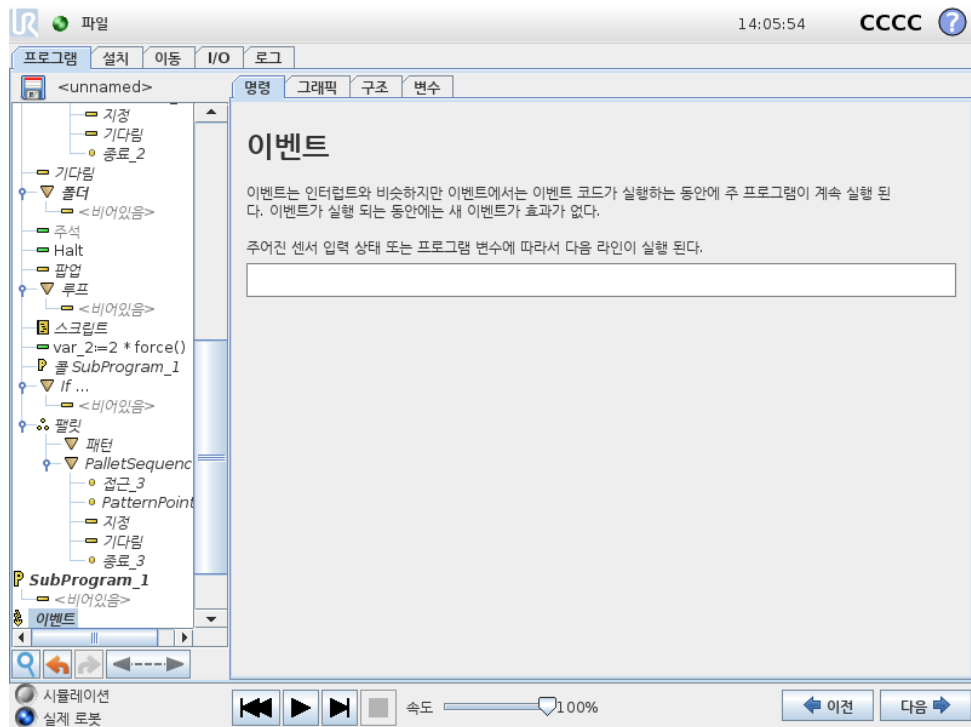 파일
14:05:54
CCCC
?
프로그램 설치 이동 I/O 로그
<unnamed>
명령 그래픽 구조 변수
지정
기다림
종료_2
기다림
폴더
<비어있음>
주석
Halt
팝업
루프
<비어있음>
스크립트
var_2:=2 * force()
콜 SubProgram_1
If ...
<비어있음>
팰릿
패턴
PalletSequenc
접근_3
PatternPoint
지정
기다림
종료_3
P SubProgram_1
<비어있음>
이벤트
이벤트
이벤트는 인터럽트와 비슷하지만 이벤트에서는 이벤트 코드가 실행하는 동안에 주 프로그램이 계속 실행 된
다. 이벤트가 실행 되는 동안에는 새 이벤트가 효과가 없다.
주어진 센서 입력 상태 또는 프로그램 변수에 따라서 다음 라인이 실행 된다.
시뮬레이션
실제 로봇
속도 100%
이전 다음